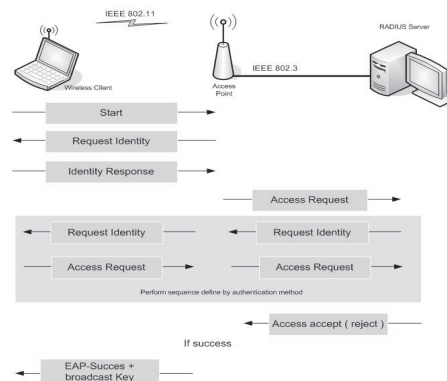 IEEE 802.11
RADIUS Server
IEEE 802.3
Wireless Client
Access
Point
Start
Request Identity
Identity Response
Access Request
Request Identity
Request Identity
Access Request
Access Request
Perform sequence define by authentication method
Access accept ( reject )
If success
EAP-Succes +
broadcast Key